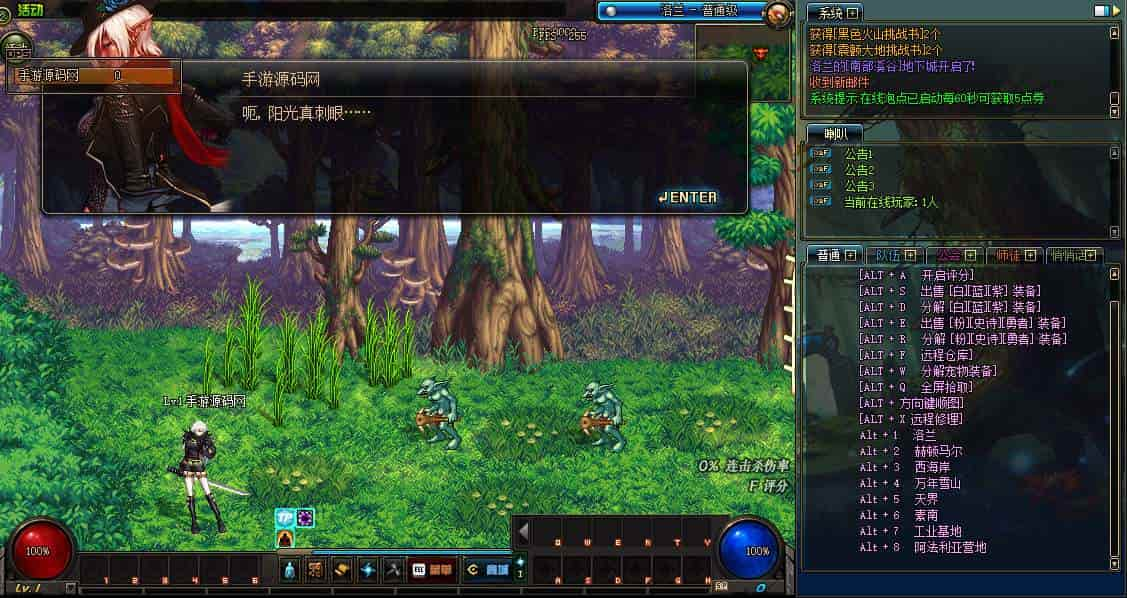 活动
洛兰 - 普通级
手游源码网 0
手游源码网
呃, 阳光真刺眼……
ENTER
Lv1 手游源码网
0% 连击杀伤率
F 评分
100%
100%
Lv.1
1 2 3 4 5 6
Q W E R T Y
A S D F G H
TP
SP 0
系统
获得[黑色火山挑战书]2个
获得[震颤大地挑战书]2个
洛兰的[南部溪谷]地下城开启了!
收到新邮件
系统提示:在线泡点已启动每60秒可获取5点券
喇叭
公告1
公告2
公告3
当前在线玩家: 1人
普通 队伍 公会 师徒 悄悄话
[ALT + A 开启评分]
[ALT + S 出售 [白][蓝][紫] 装备]
[ALT + D 分解 [白][蓝][紫] 装备]
[ALT + E 出售 [粉][史诗][勇者] 装备]
[ALT + R 分解 [粉][史诗][勇者] 装备]
[ALT + F 远程仓库]
[ALT + W 分解宠物装备]
[ALT + Q 全屏拾取]
[ALT + 方向键顺图]
[ALT + X 远程修理]
Alt + 1 洛兰
Alt + 2 赫顿马尔
Alt + 3 西海岸
Alt + 4 万年雪山
Alt + 5 天界
Alt + 6 素南
Alt + 7 工业基地
Alt + 8 阿法利亚营地